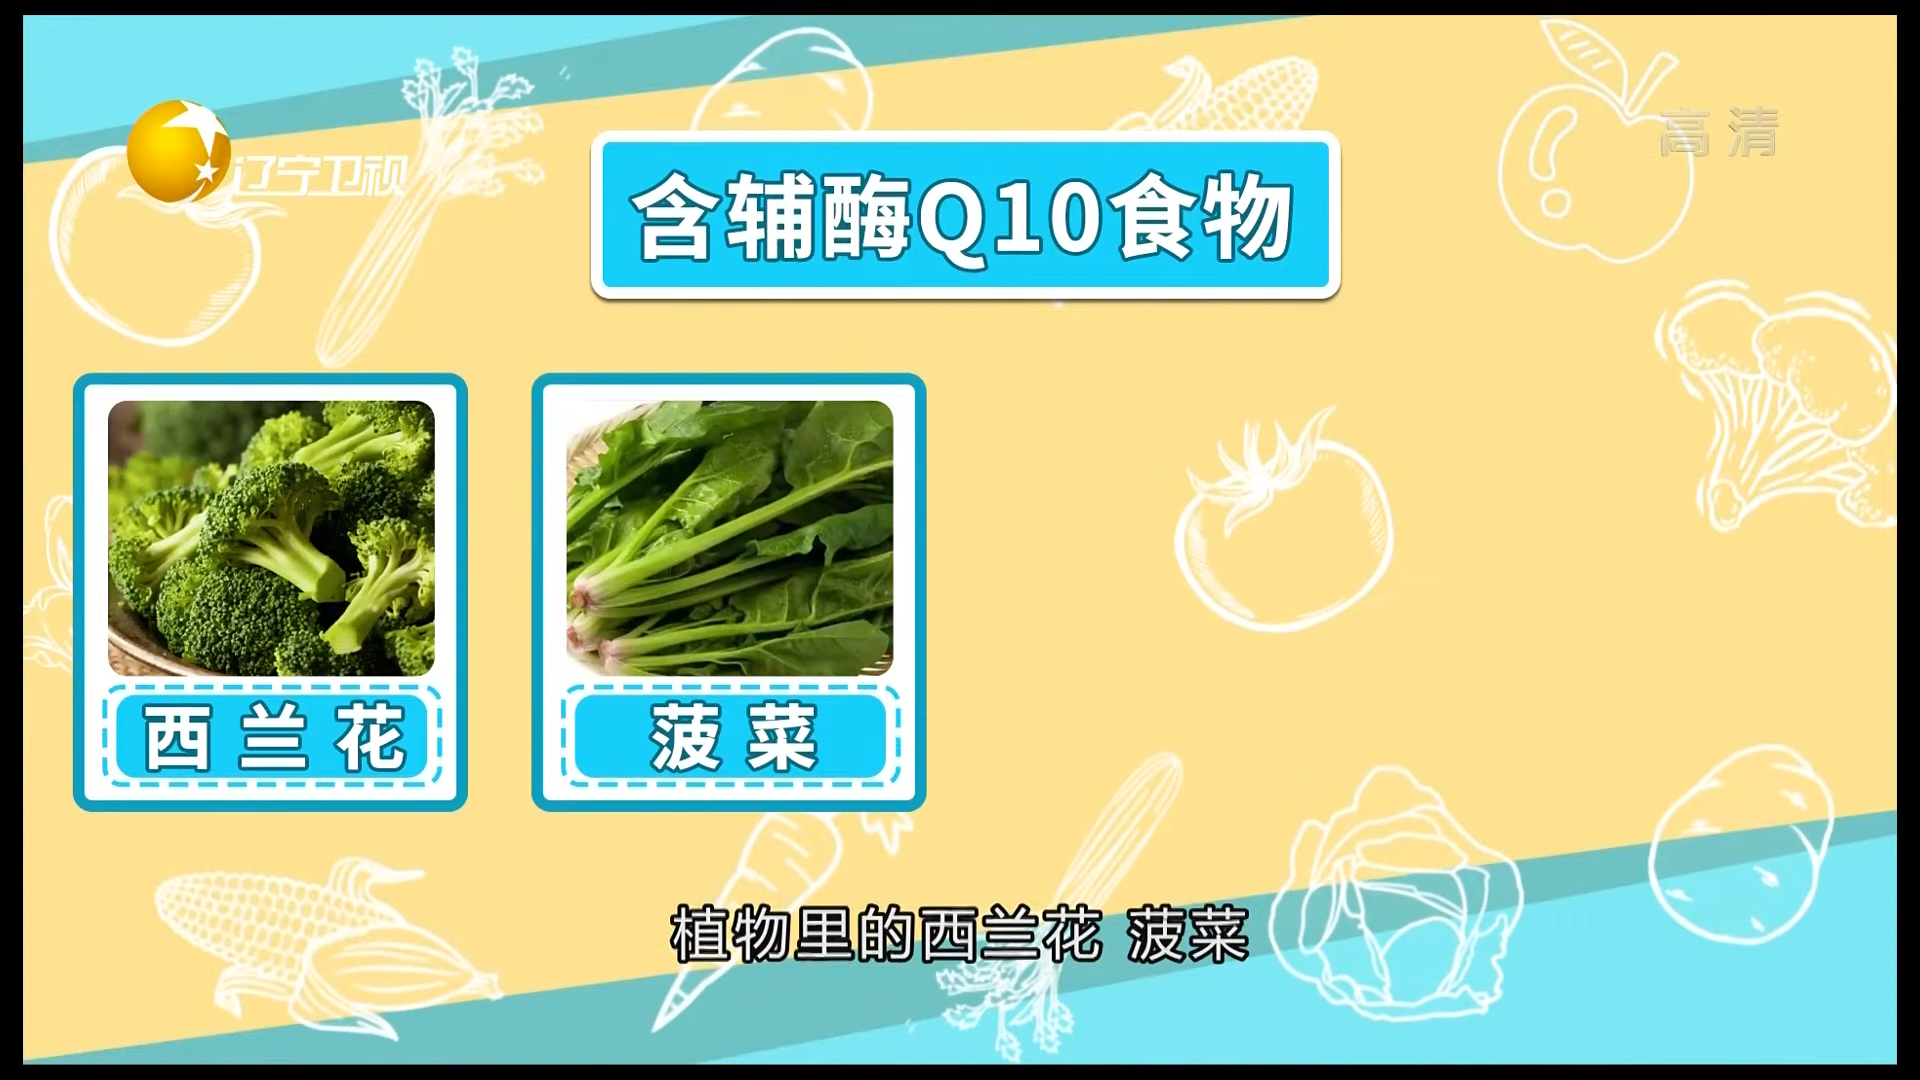 辽宁卫视
高清
含辅酶Q10食物
西兰花
菠菜
植物里的西兰花 菠菜